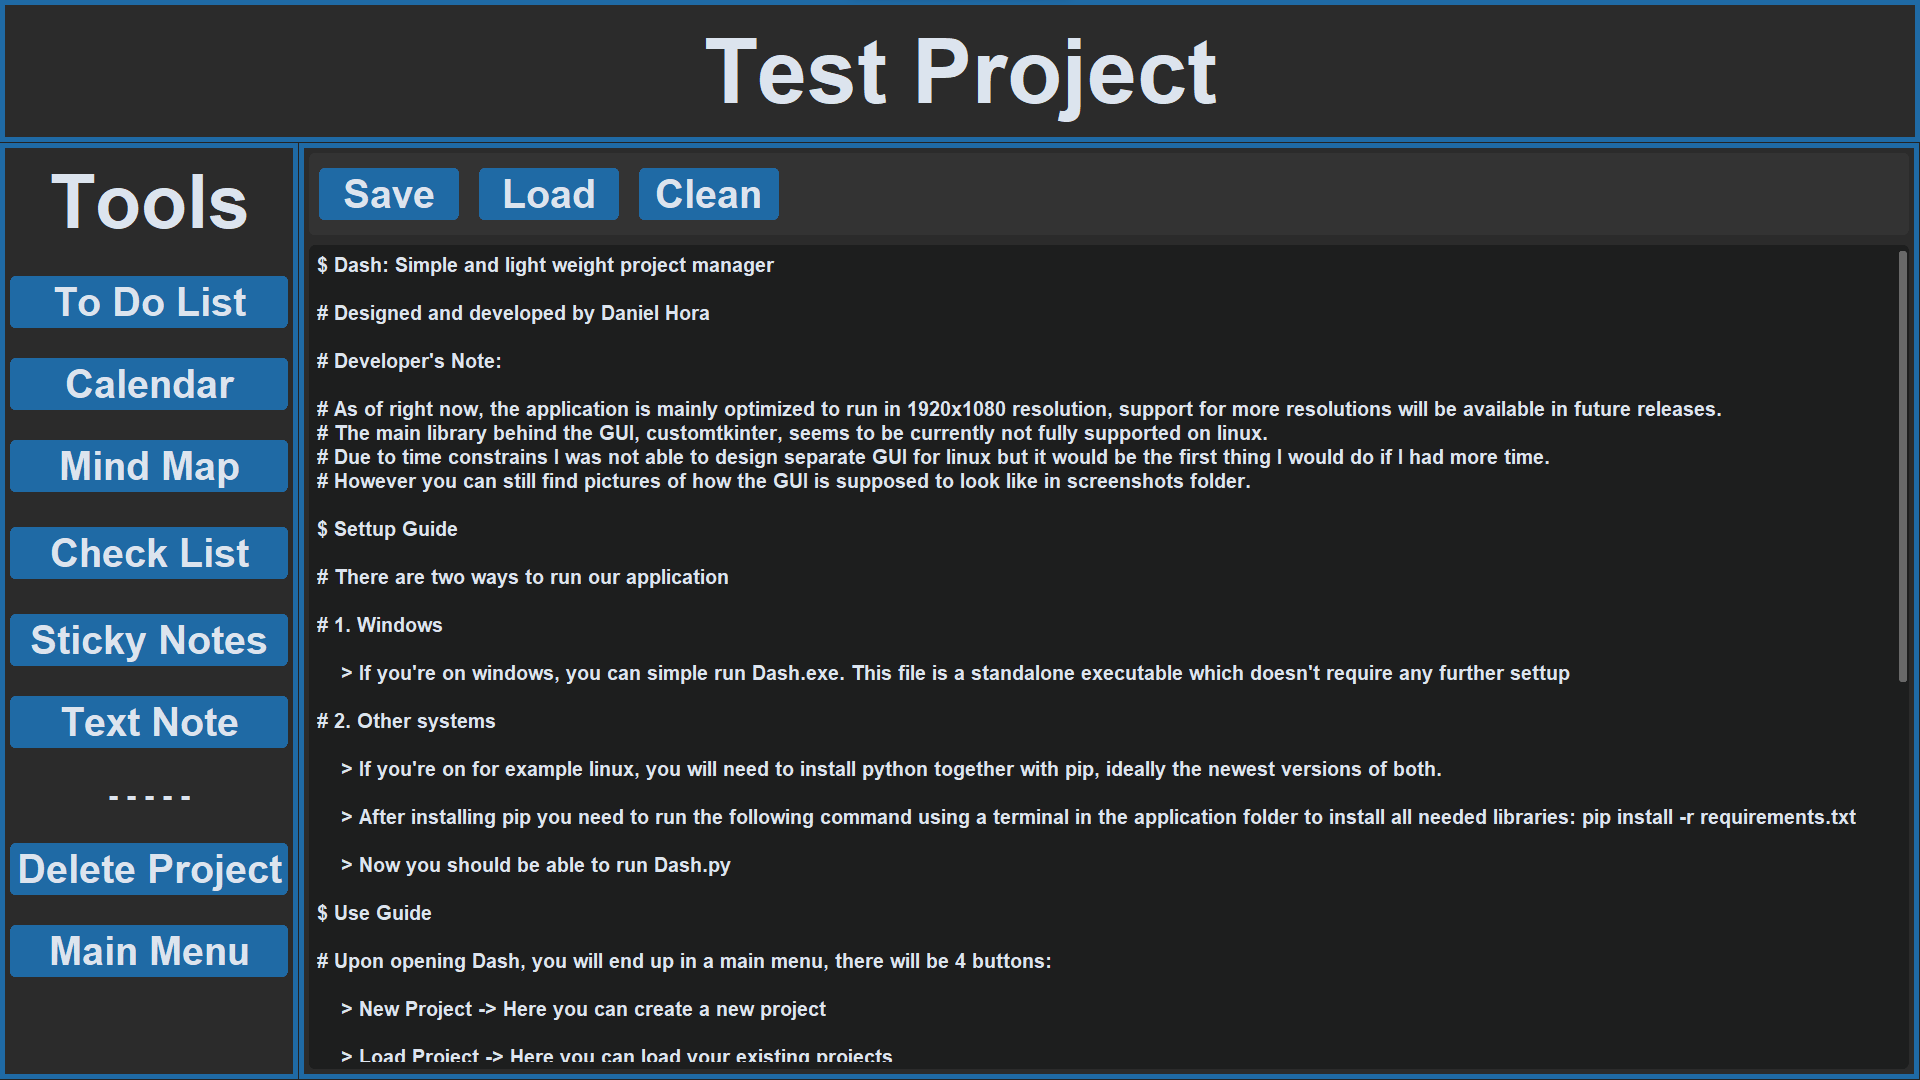 Test Project
Tools
To Do List
Calendar
Mind Map
Check List
Sticky Notes
Text Note
-----
Delete Project
Main Menu
Save Load Clean
$ Dash: Simple and light weight project manager
# Designed and developed by Daniel Hora
# Developer's Note:
# As of right now, the application is mainly optimized to run in 1920x1080 resolution, support for more resolutions will be available in future releases.
# The main library behind the GUI, customtkinter, seems to be currently not fully supported on linux.
# Due to time constrains I was not able to design separate GUI for linux but it would be the first thing I would do if I had more time.
# However you can still find pictures of how the GUI is supposed to look like in screenshots folder.
$ Settup Guide
# There are two ways to run our application
# 1. Windows
> If you're on windows, you can simple run Dash.exe. This file is a standalone executable which doesn't require any further settup
# 2. Other systems
> If you're on for example linux, you will need to install python together with pip, ideally the newest versions of both.
> After installing pip you need to run the following command using a terminal in the application folder to install all needed libraries: pip install -r requirements.txt
> Now you should be able to run Dash.py
$ Use Guide
# Upon opening Dash, you will end up in a main menu, there will be 4 buttons:
> New Project -> Here you can create a new project
> Load Project -> Here you can load your existing projects